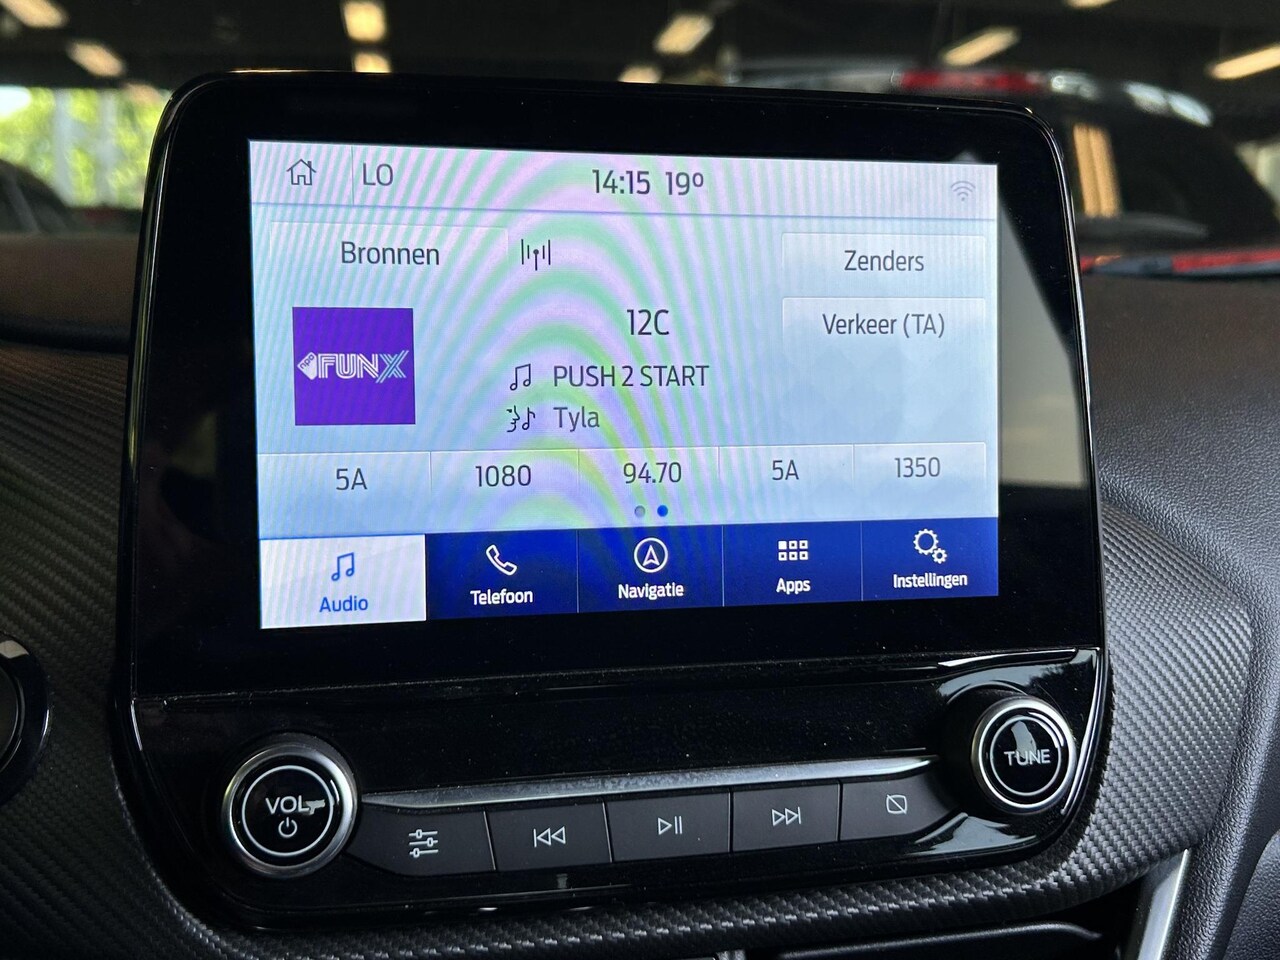 LO
14:15 19º
Bronnen
Zenders
12C
Verkeer (TA)
FUNX
PUSH 2 START
Tyla
5A 1080 94.70 5A 1350
Audio Telefoon Navigatie Apps Instellingen
VOL
TUNE